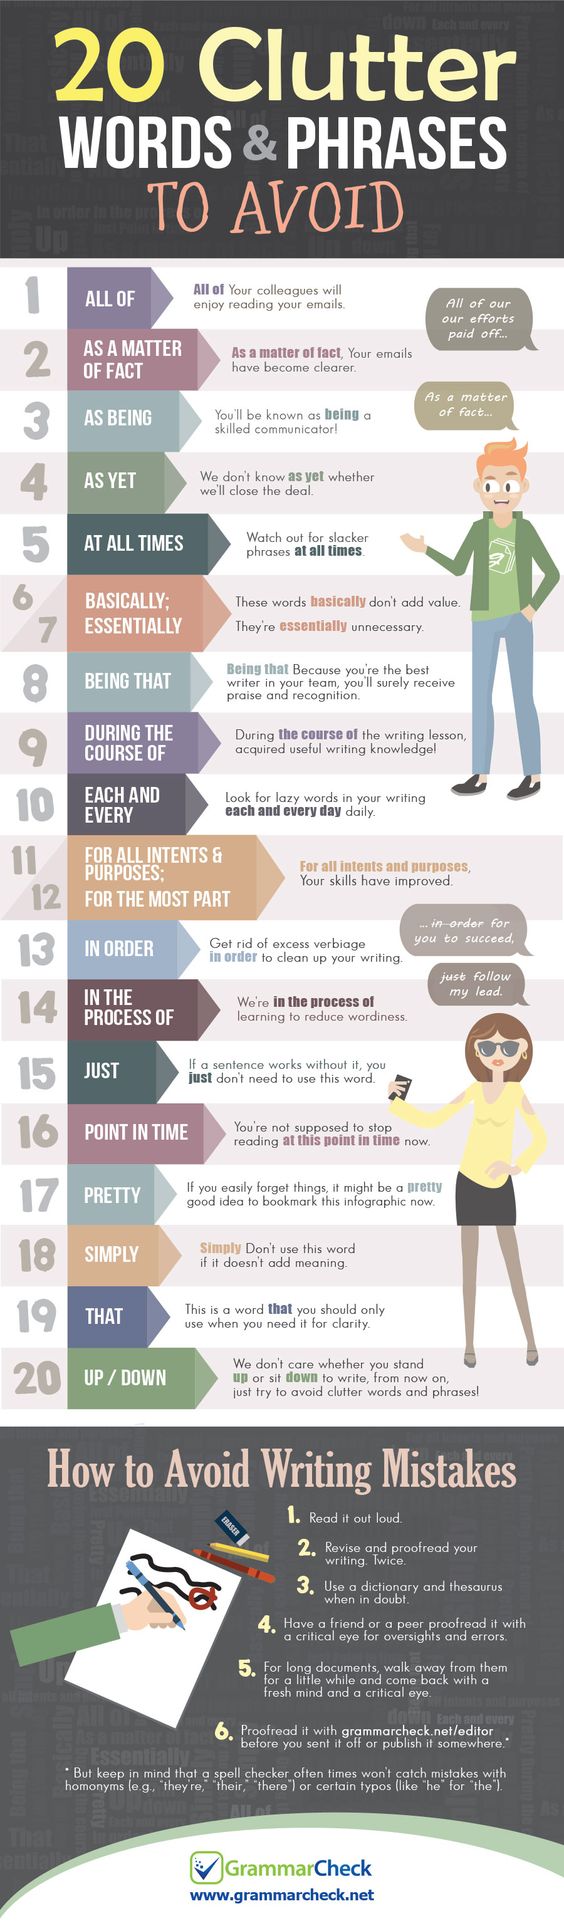 20 Clutter
WORDS & PHRASES
TO AVOID
1
ALL OF
All of Your colleagues will
enjoy reading your emails.
All of our
our efforts
paid off...
2
AS A MATTER
OF FACT
As a matter of fact, Your emails
have become clearer.
As a matter
of fact...
3
AS BEING
You'll be known as being a
skilled communicator!
4
AS YET
We don't know as yet whether
we'll close the deal.
5
AT ALL TIMES
Watch out for slacker
phrases at all times.
6
7
BASICALLY;
ESSENTIALLY
These words basically don't add value.
They're essentially unnecessary.
8
BEING THAT
Being that Because you're the best
writer in your team, you'll surely receive
praise and recognition.
9
DURING THE
COURSE OF
During the course of the writing lesson,
acquired useful writing knowledge!
10
EACH AND
EVERY
Look for lazy words in your writing
each and every day daily.
11
12
FOR ALL INTENTS &
PURPOSES;
FOR THE MOST PART
For all intents and purposes,
Your skills have improved.
13
IN ORDER
Get rid of excess verbiage
in order to clean up your writing.
... in order for
you to succeed,
14
IN THE
PROCESS OF
We're in the process of
learning to reduce wordiness.
just follow
my lead.
15
JUST
If a sentence works without it, you
just don't need to use this word.
16
POINT IN TIME
You're not supposed to stop
reading at this point in time now.
17
PRETTY
If you easily forget things, it might be a pretty
good idea to bookmark this infographic now.
18
SIMPLY
Simply Don't use this word
if it doesn't add meaning.
19
THAT
This is a word that you should only
use when you need it for clarity.
20
UP / DOWN
We don't care whether you stand
up or sit down to write, from now on,
just try to avoid clutter words and phrases!
How to Avoid Writing Mistakes
ERASER
1. Read it out loud.
2. Revise and proofread your
writing. Twice.
3. Use a dictionary and thesaurus
when in doubt.
4. Have a friend or a peer proofread it with
a critical eye for oversights and errors.
5. For long documents, walk away from them
for a little while and come back with a
fresh mind and a critical eye.
6. Proofread it with grammarcheck.net/editor
before you sent it off or publish it somewhere.*
* But keep in mind that a spell checker often times won't catch mistakes with
homonyms (e.g., "they're," "their," "there") or certain typos (like "he" for "the").
GrammarCheck
www.grammarcheck.net